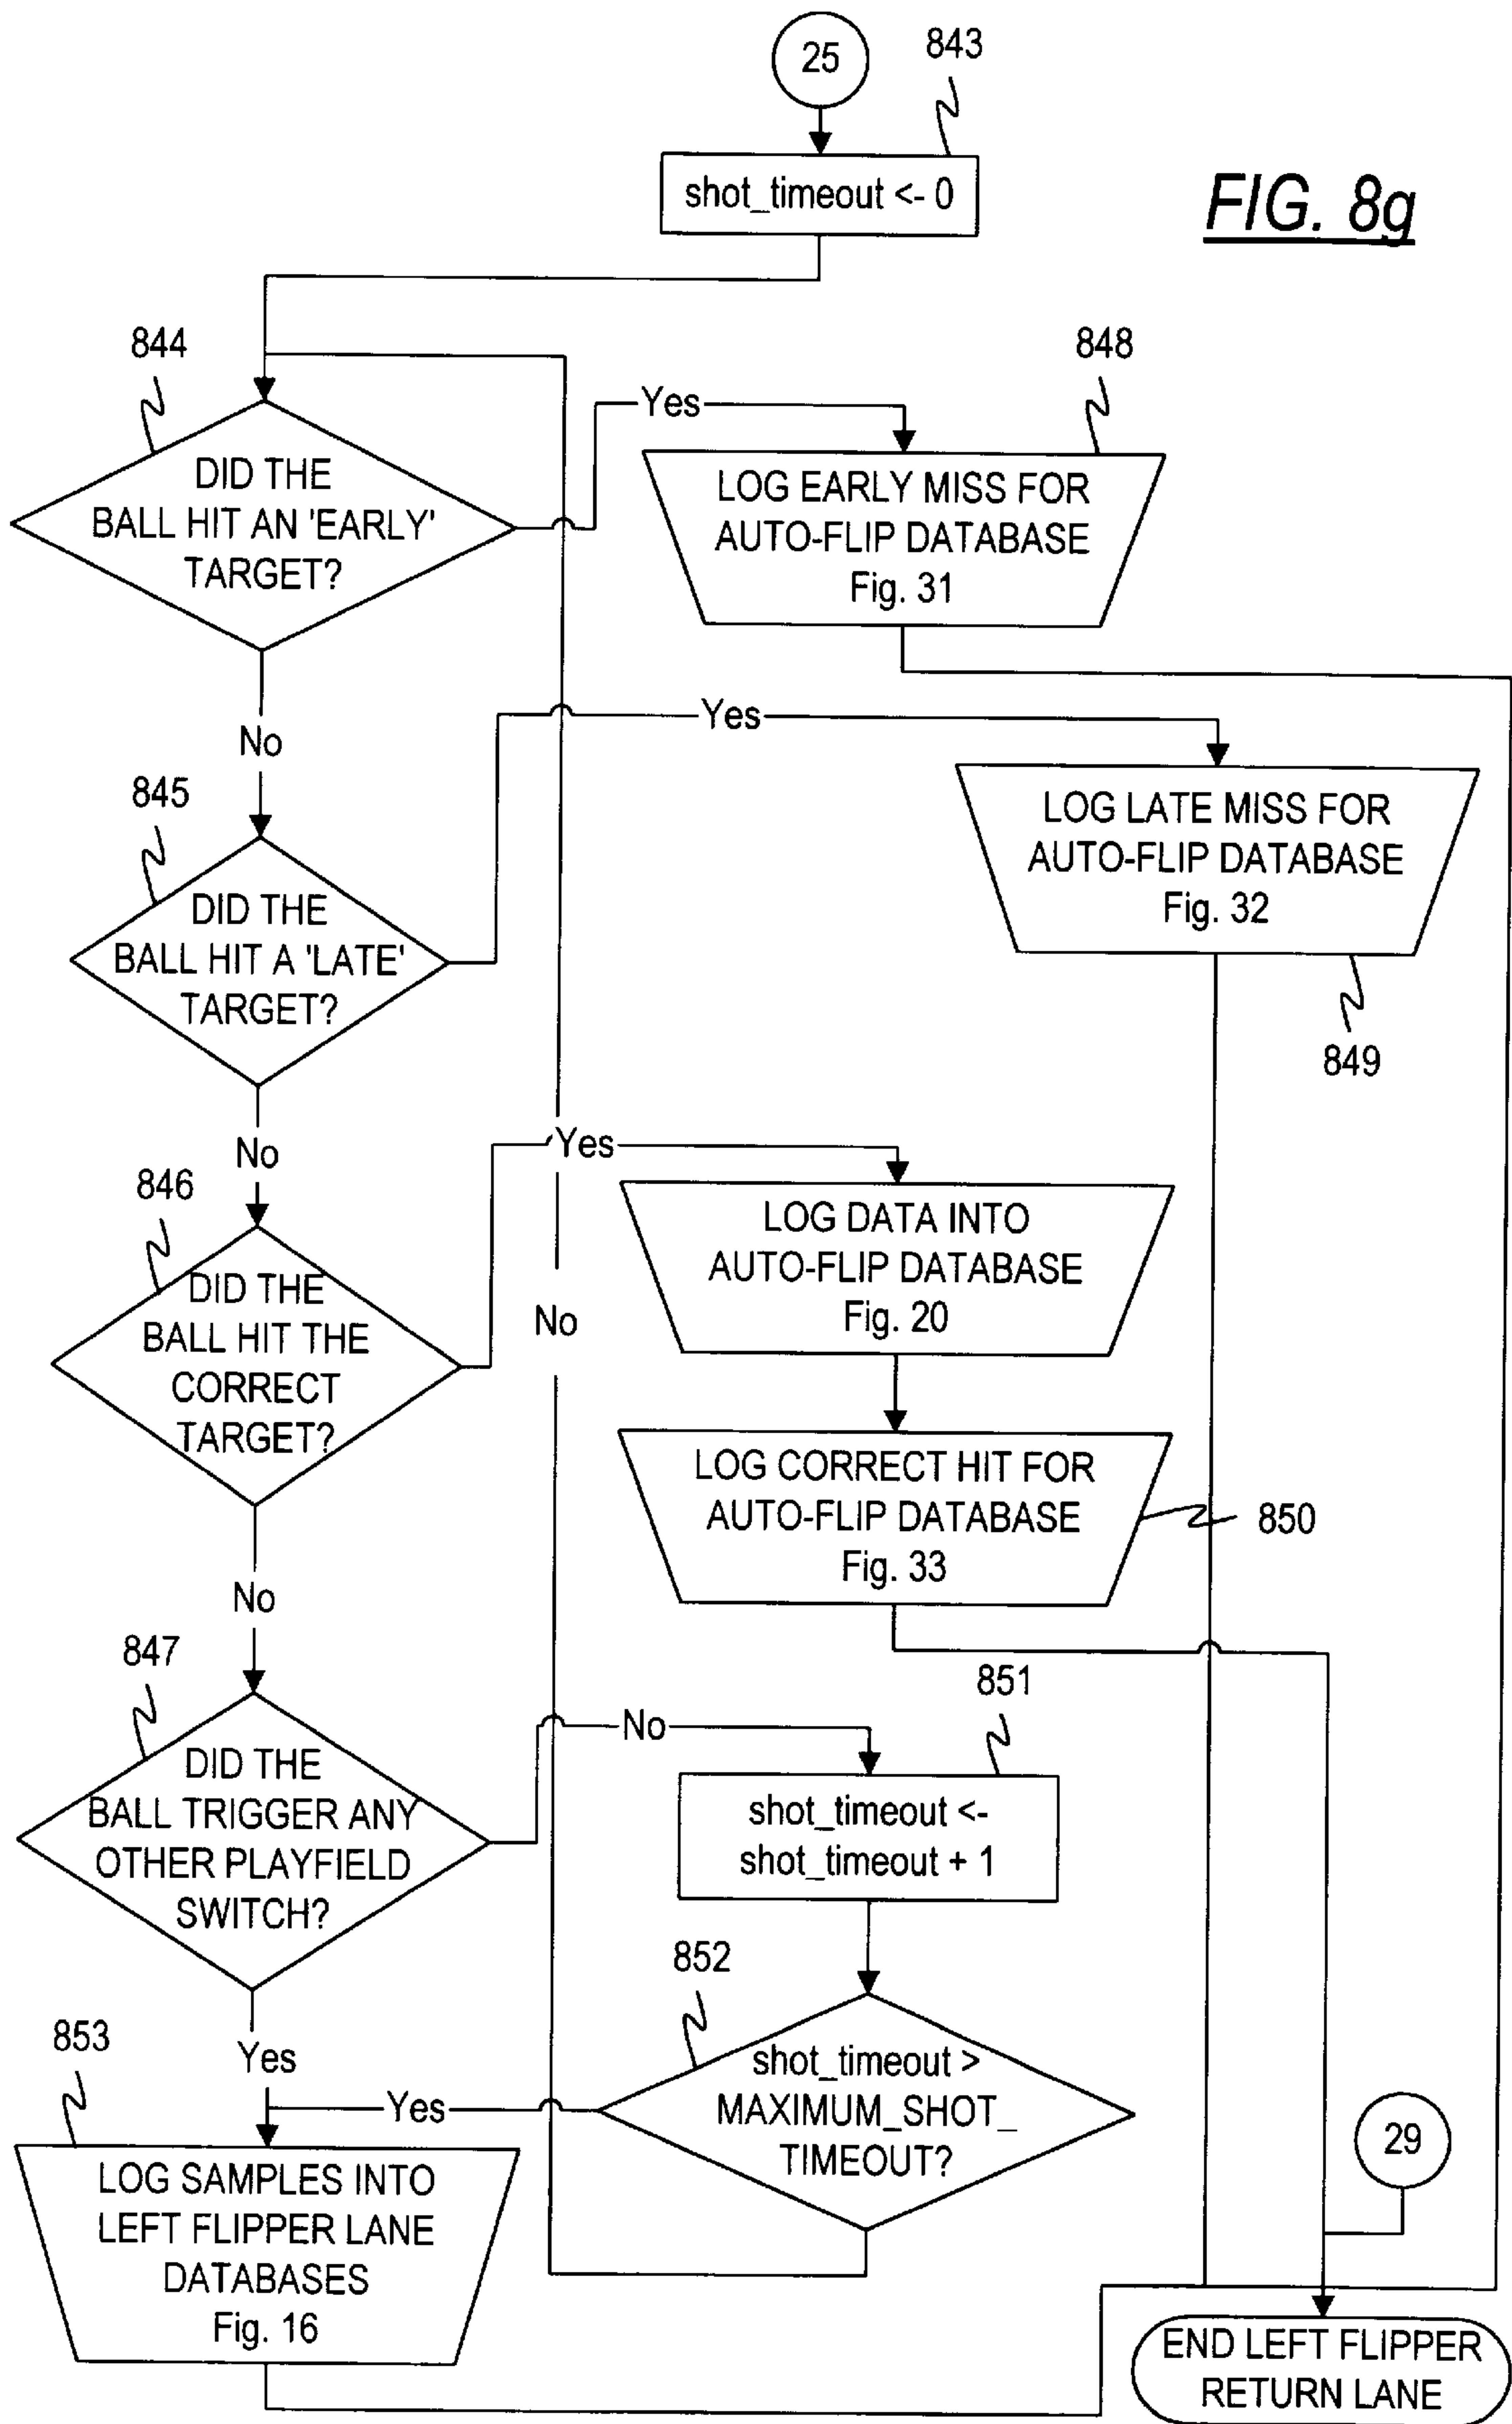 25
843
shot_timeout <- 0
FIG. 8g
844
DID THE
BALL HIT AN 'EARLY'
TARGET?
Yes
848
LOG EARLY MISS FOR
AUTO-FLIP DATABASE
Fig. 31
No
Yes
845
DID THE
BALL HIT A 'LATE'
TARGET?
LOG LATE MISS FOR
AUTO-FLIP DATABASE
Fig. 32
849
No
Yes
846
DID THE
BALL HIT THE
CORRECT
TARGET?
LOG DATA INTO
AUTO-FLIP DATABASE
Fig. 20
No
LOG CORRECT HIT FOR
AUTO-FLIP DATABASE
Fig. 33
850
No
847
DID THE
BALL TRIGGER ANY
OTHER PLAYFIELD
SWITCH?
No
851
shot_timeout <-
shot_timeout + 1
852
shot_timeout >
MAXIMUM_SHOT_
TIMEOUT?
Yes
Yes
853
LOG SAMPLES INTO
LEFT FLIPPER LANE
DATABASES
Fig. 16
29
END LEFT FLIPPER
RETURN LANE